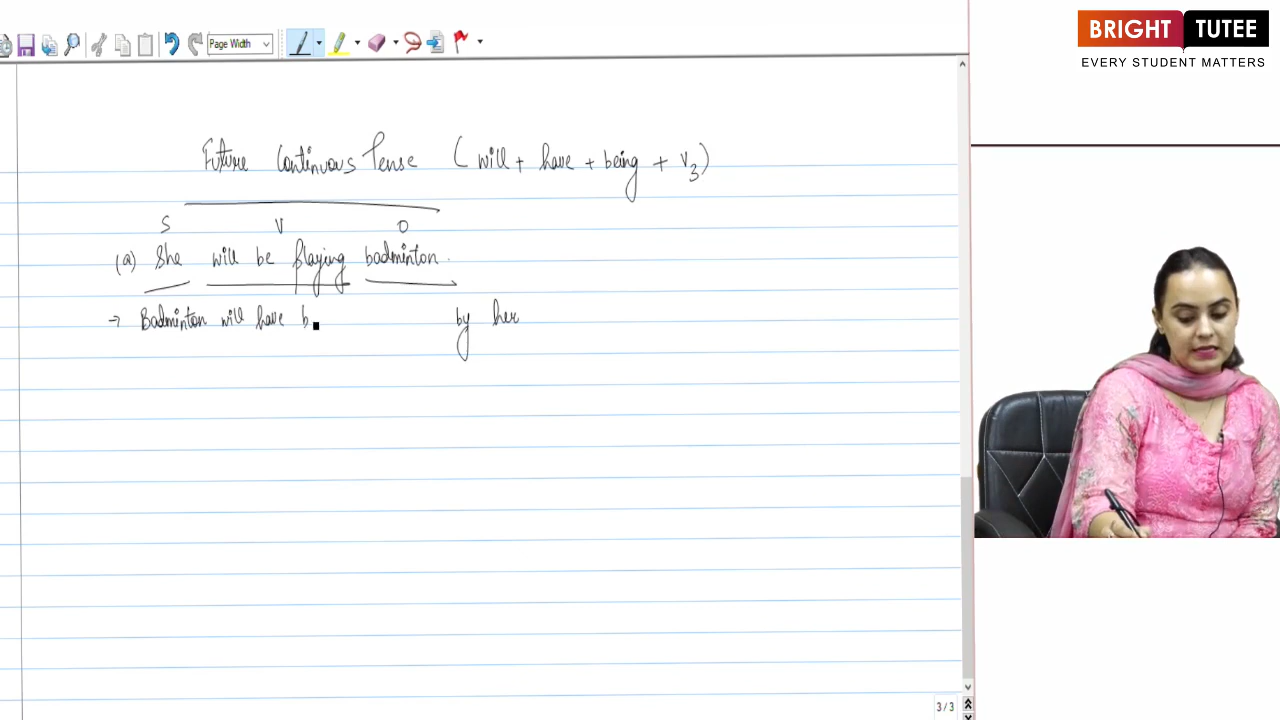 Page Width
BRIGHT TUTEE
EVERY STUDENT MATTERS
Future Continuous Tense (will + have + being + V3)
S V O
(a) She will be playing badminton.
→ Badminton will have b by her
3/3